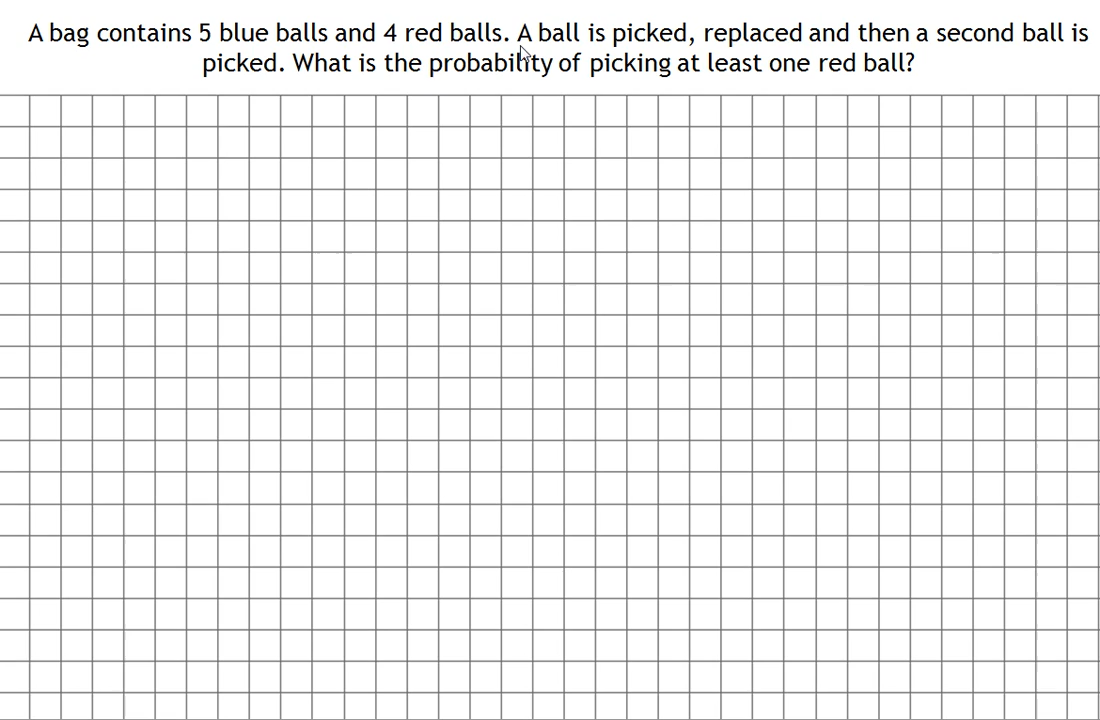 A bag contains 5 blue balls and 4 red balls. A ball is picked, replaced and then a second ball is
picked. What is the probability of picking at least one red ball?